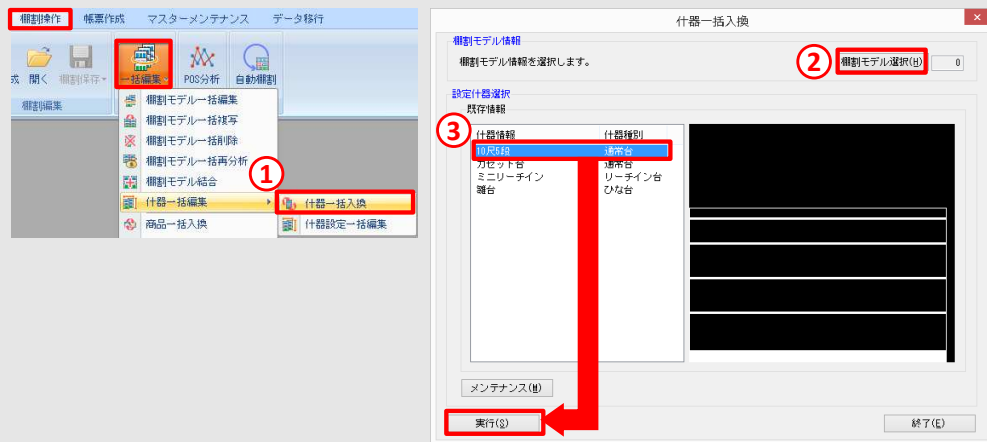 棚割操作 帳票作成 マスターメンテナンス データ移行
成 開く 棚割保存 一括編集 POS分析 自動棚割
棚割編集
棚割モデル一括編集
棚割モデル一括複写
棚割モデル一括削除
棚割モデル一括再分析
棚割モデル結合
①
什器一括編集
什器一括入換
商品一括入換
什器設定一括編集
什器一括入換
棚割モデル情報
棚割モデル情報を選択します。
②
棚割モデル選択(H) 0
設定什器選択
既存情報
③
什器情報 什器種別
10尺5段 通常台
カセット台 通常台
ミニリーチイン リーチイン台
雛台 ひな台
メンテナンス(M)
実行(S)
終了(E)